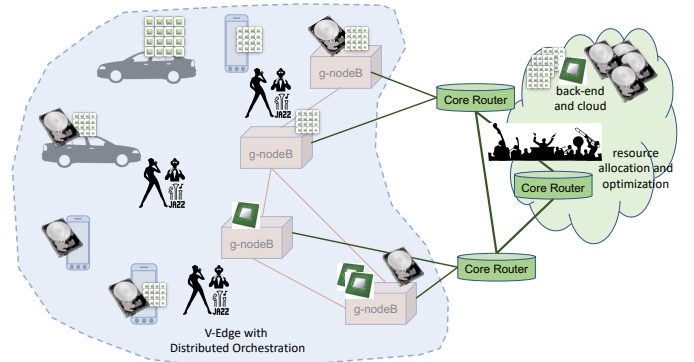 g-nodeB
Core Router
back-end
and cloud
JAZZ
g-nodeB
resource
allocation and
optimization
Core Router
JAZZ
g-nodeB
Core Router
JAZZ
g-nodeB
V-Edge with
Distributed Orchestration